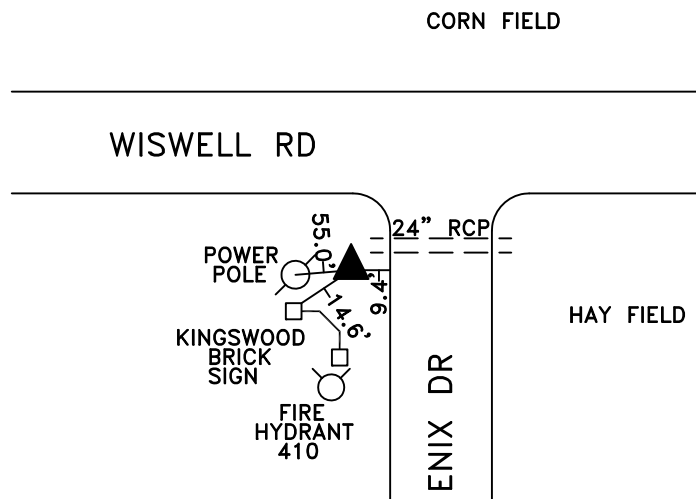 CORN FIELD
WISWELL RD
24” RCP
55.0’
POWER
POLE
9.4’
14.6’
HAY FIELD
KINGSWOOD
BRICK
SIGN
ENIX DR
FIRE
HYDRANT
410